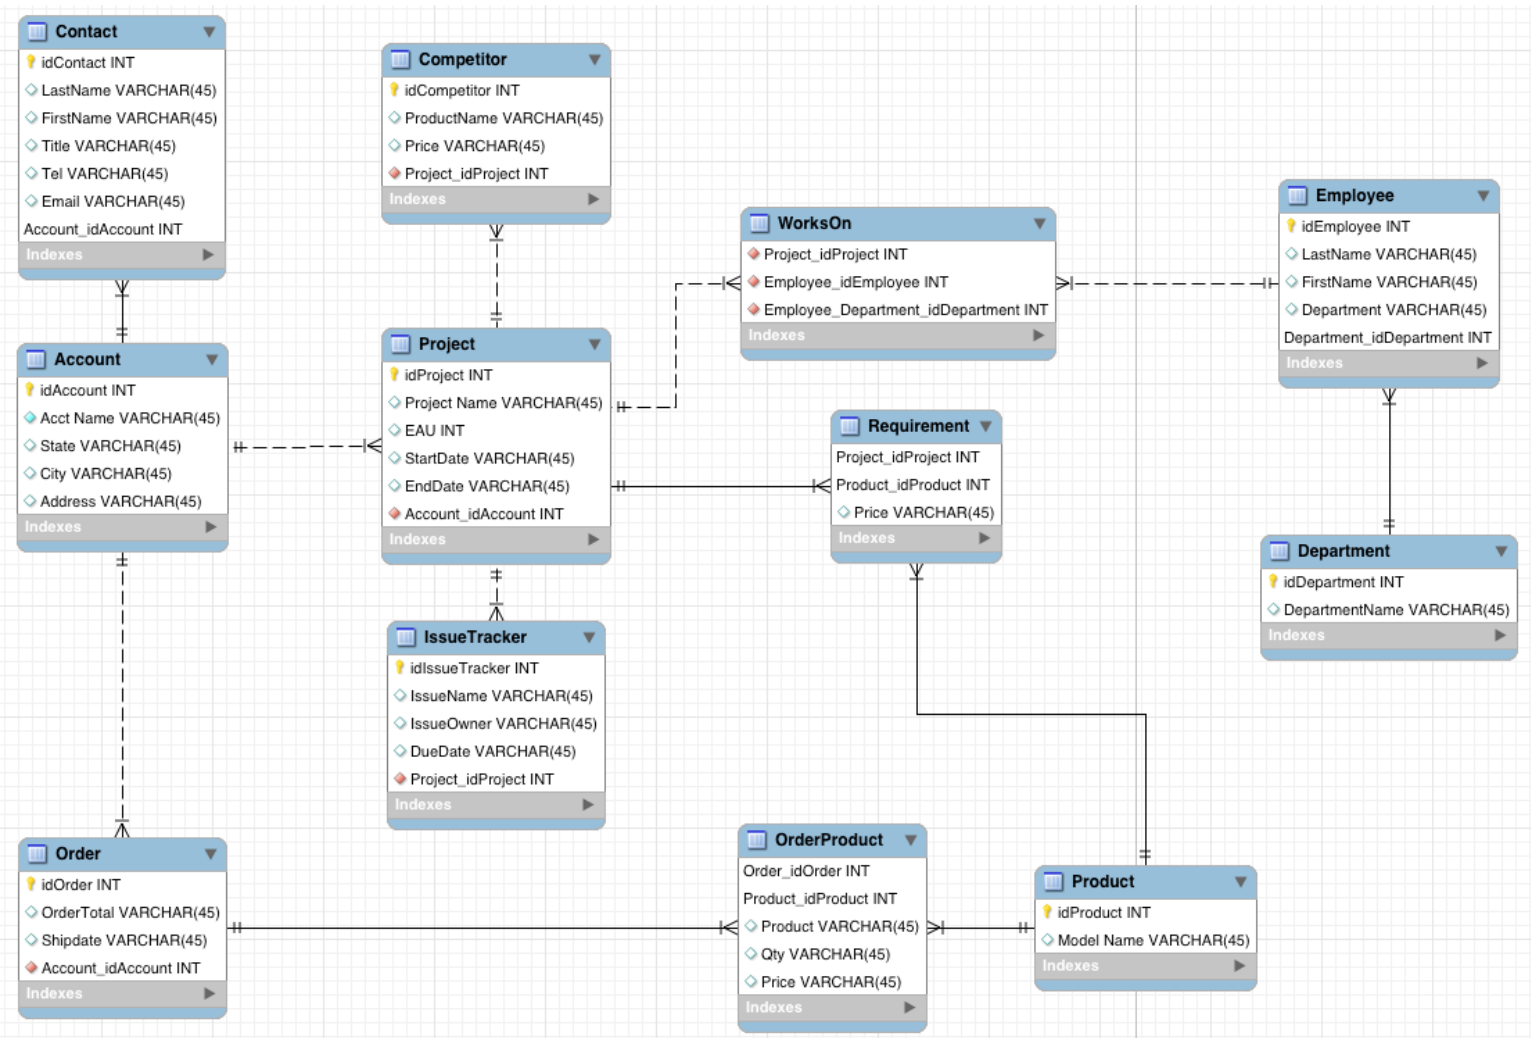 Contact
idContact INT
LastName VARCHAR(45)
FirstName VARCHAR(45)
Title VARCHAR(45)
Tel VARCHAR(45)
Email VARCHAR(45)
Account_idAccount INT
Indexes
Competitor
idCompetitor INT
ProductName VARCHAR(45)
Price VARCHAR(45)
Project_idProject INT
Indexes
WorksOn
Project_idProject INT
Employee_idEmployee INT
Employee_Department_idDepartment INT
Indexes
Employee
idEmployee INT
LastName VARCHAR(45)
FirstName VARCHAR(45)
Department VARCHAR(45)
Department_idDepartment INT
Indexes
Account
idAccount INT
Acct Name VARCHAR(45)
State VARCHAR(45)
City VARCHAR(45)
Address VARCHAR(45)
Indexes
Project
idProject INT
Project Name VARCHAR(45)
EAU INT
StartDate VARCHAR(45)
EndDate VARCHAR(45)
Account_idAccount INT
Indexes
Requirement
Project_idProject INT
Product_idProduct INT
Price VARCHAR(45)
Indexes
Department
idDepartment INT
DepartmentName VARCHAR(45)
Indexes
IssueTracker
idIssueTracker INT
IssueName VARCHAR(45)
IssueOwner VARCHAR(45)
DueDate VARCHAR(45)
Project_idProject INT
Indexes
Order
idOrder INT
OrderTotal VARCHAR(45)
Shipdate VARCHAR(45)
Account_idAccount INT
Indexes
OrderProduct
Order_idOrder INT
Product_idProduct INT
Product VARCHAR(45)
Qty VARCHAR(45)
Price VARCHAR(45)
Indexes
Product
idProduct INT
Model Name VARCHAR(45)
Indexes